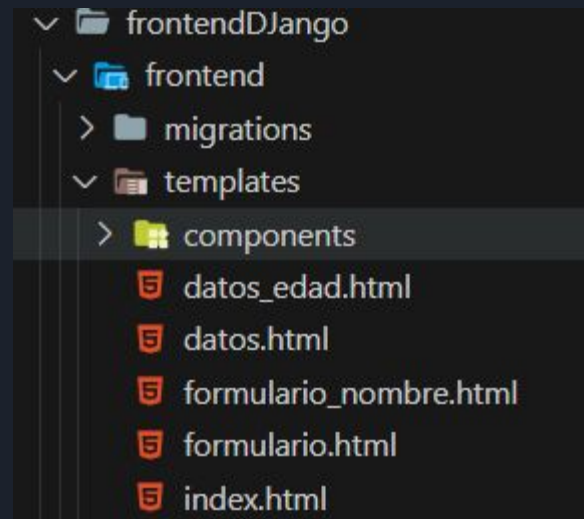 frontendDJango
frontend
migrations
templates
components
datos_edad.html
datos.html
formulario_nombre.html
formulario.html
index.html